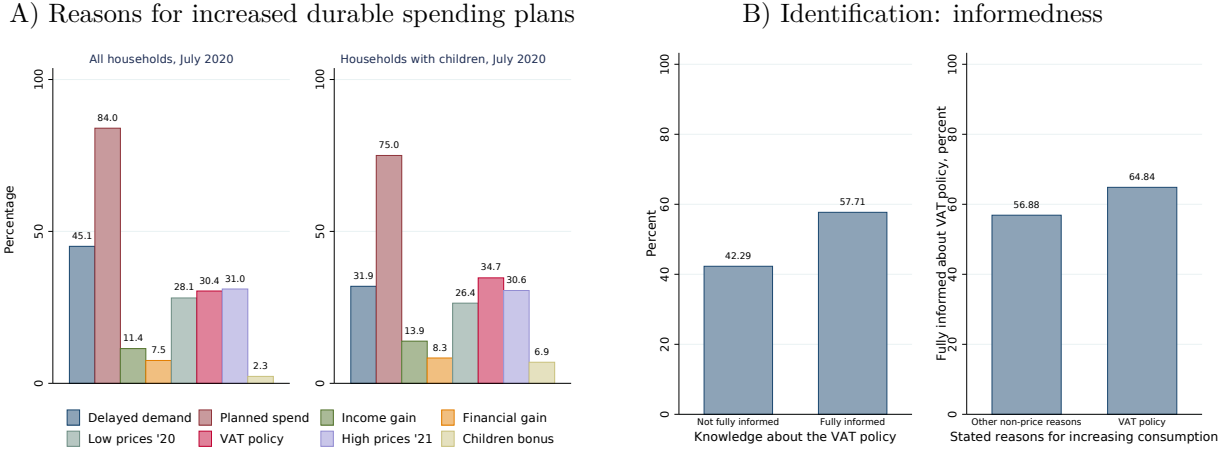 A) Reasons for increased durable spending plans
B) Identification: informedness
All households, July 2020
Households with children, July 2020
Percentage
0
50
100
45.1
84.0
11.4
7.5
28.1
30.4
31.0
2.3
0
50
100
31.9
75.0
13.9
8.3
26.4
34.7
30.6
6.9
Delayed demand
Planned spend
Income gain
Financial gain
Low prices '20
VAT policy
High prices '21
Children bonus
Percent
0
20
40
60
80
100
42.29
57.71
Not fully informed
Fully informed
Knowledge about the VAT policy
Fully informed about VAT policy, percent
0
20
40
60
80
100
56.88
64.84
Other non-price reasons
VAT policy
Stated reasons for increasing consumption